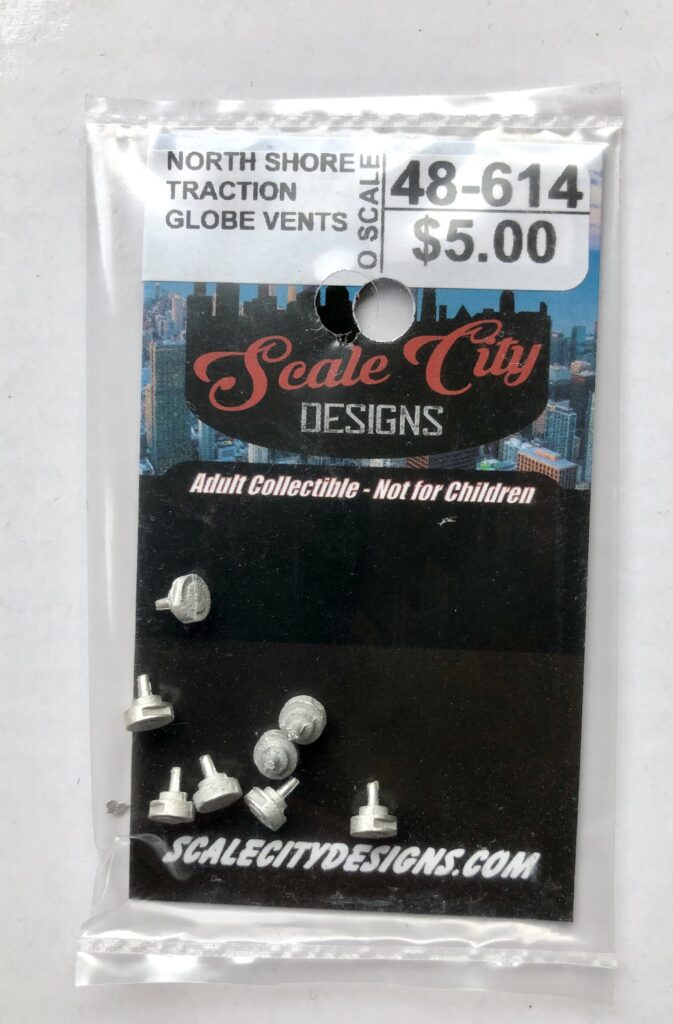 NORTH SHORE
TRACTION
GLOBE VENTS
O SCALE
48-614
$5.00
Scale City
DESIGNS
Adult Collectible - Not for Children
SCALECITYDESIGNS.COM